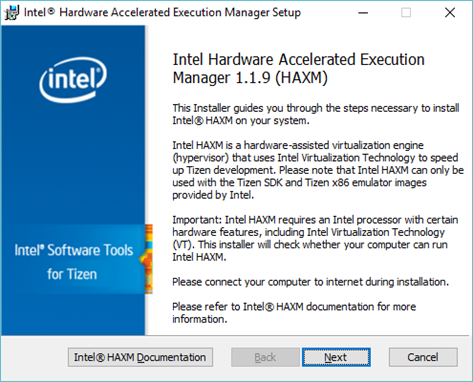 Intel® Hardware Accelerated Execution Manager Setup
intel®
Intel® Software Tools
for Tizen
Intel Hardware Accelerated Execution
Manager 1.1.9 (HAXM)
This Installer guides you through the steps necessary to install
Intel® HAXM on your system.
Intel HAXM is a hardware-assisted virtualization engine
(hypervisor) that uses Intel Virtualization Technology to speed
up Tizen development. Please note that Intel HAXM can only be
used with the Tizen SDK and Tizen x86 emulator images
provided by Intel.
Important: Intel HAXM requires an Intel processor with certain
hardware features, including Intel Virtualization Technology
(VT). This installer will check whether your computer can run
Intel HAXM.
Please connect your computer to internet during installation.
Please refer to Intel® HAXM documentation for more
information.
Intel® HAXM Documentation
Back
Next
Cancel